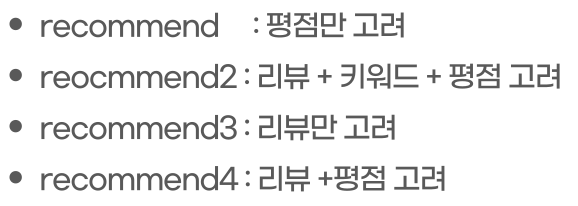 • recommend : 평점만 고려
• reocmmend2 : 리뷰 + 키워드 + 평점 고려
• recommend3 : 리뷰만 고려
• recommend4 : 리뷰 +평점 고려